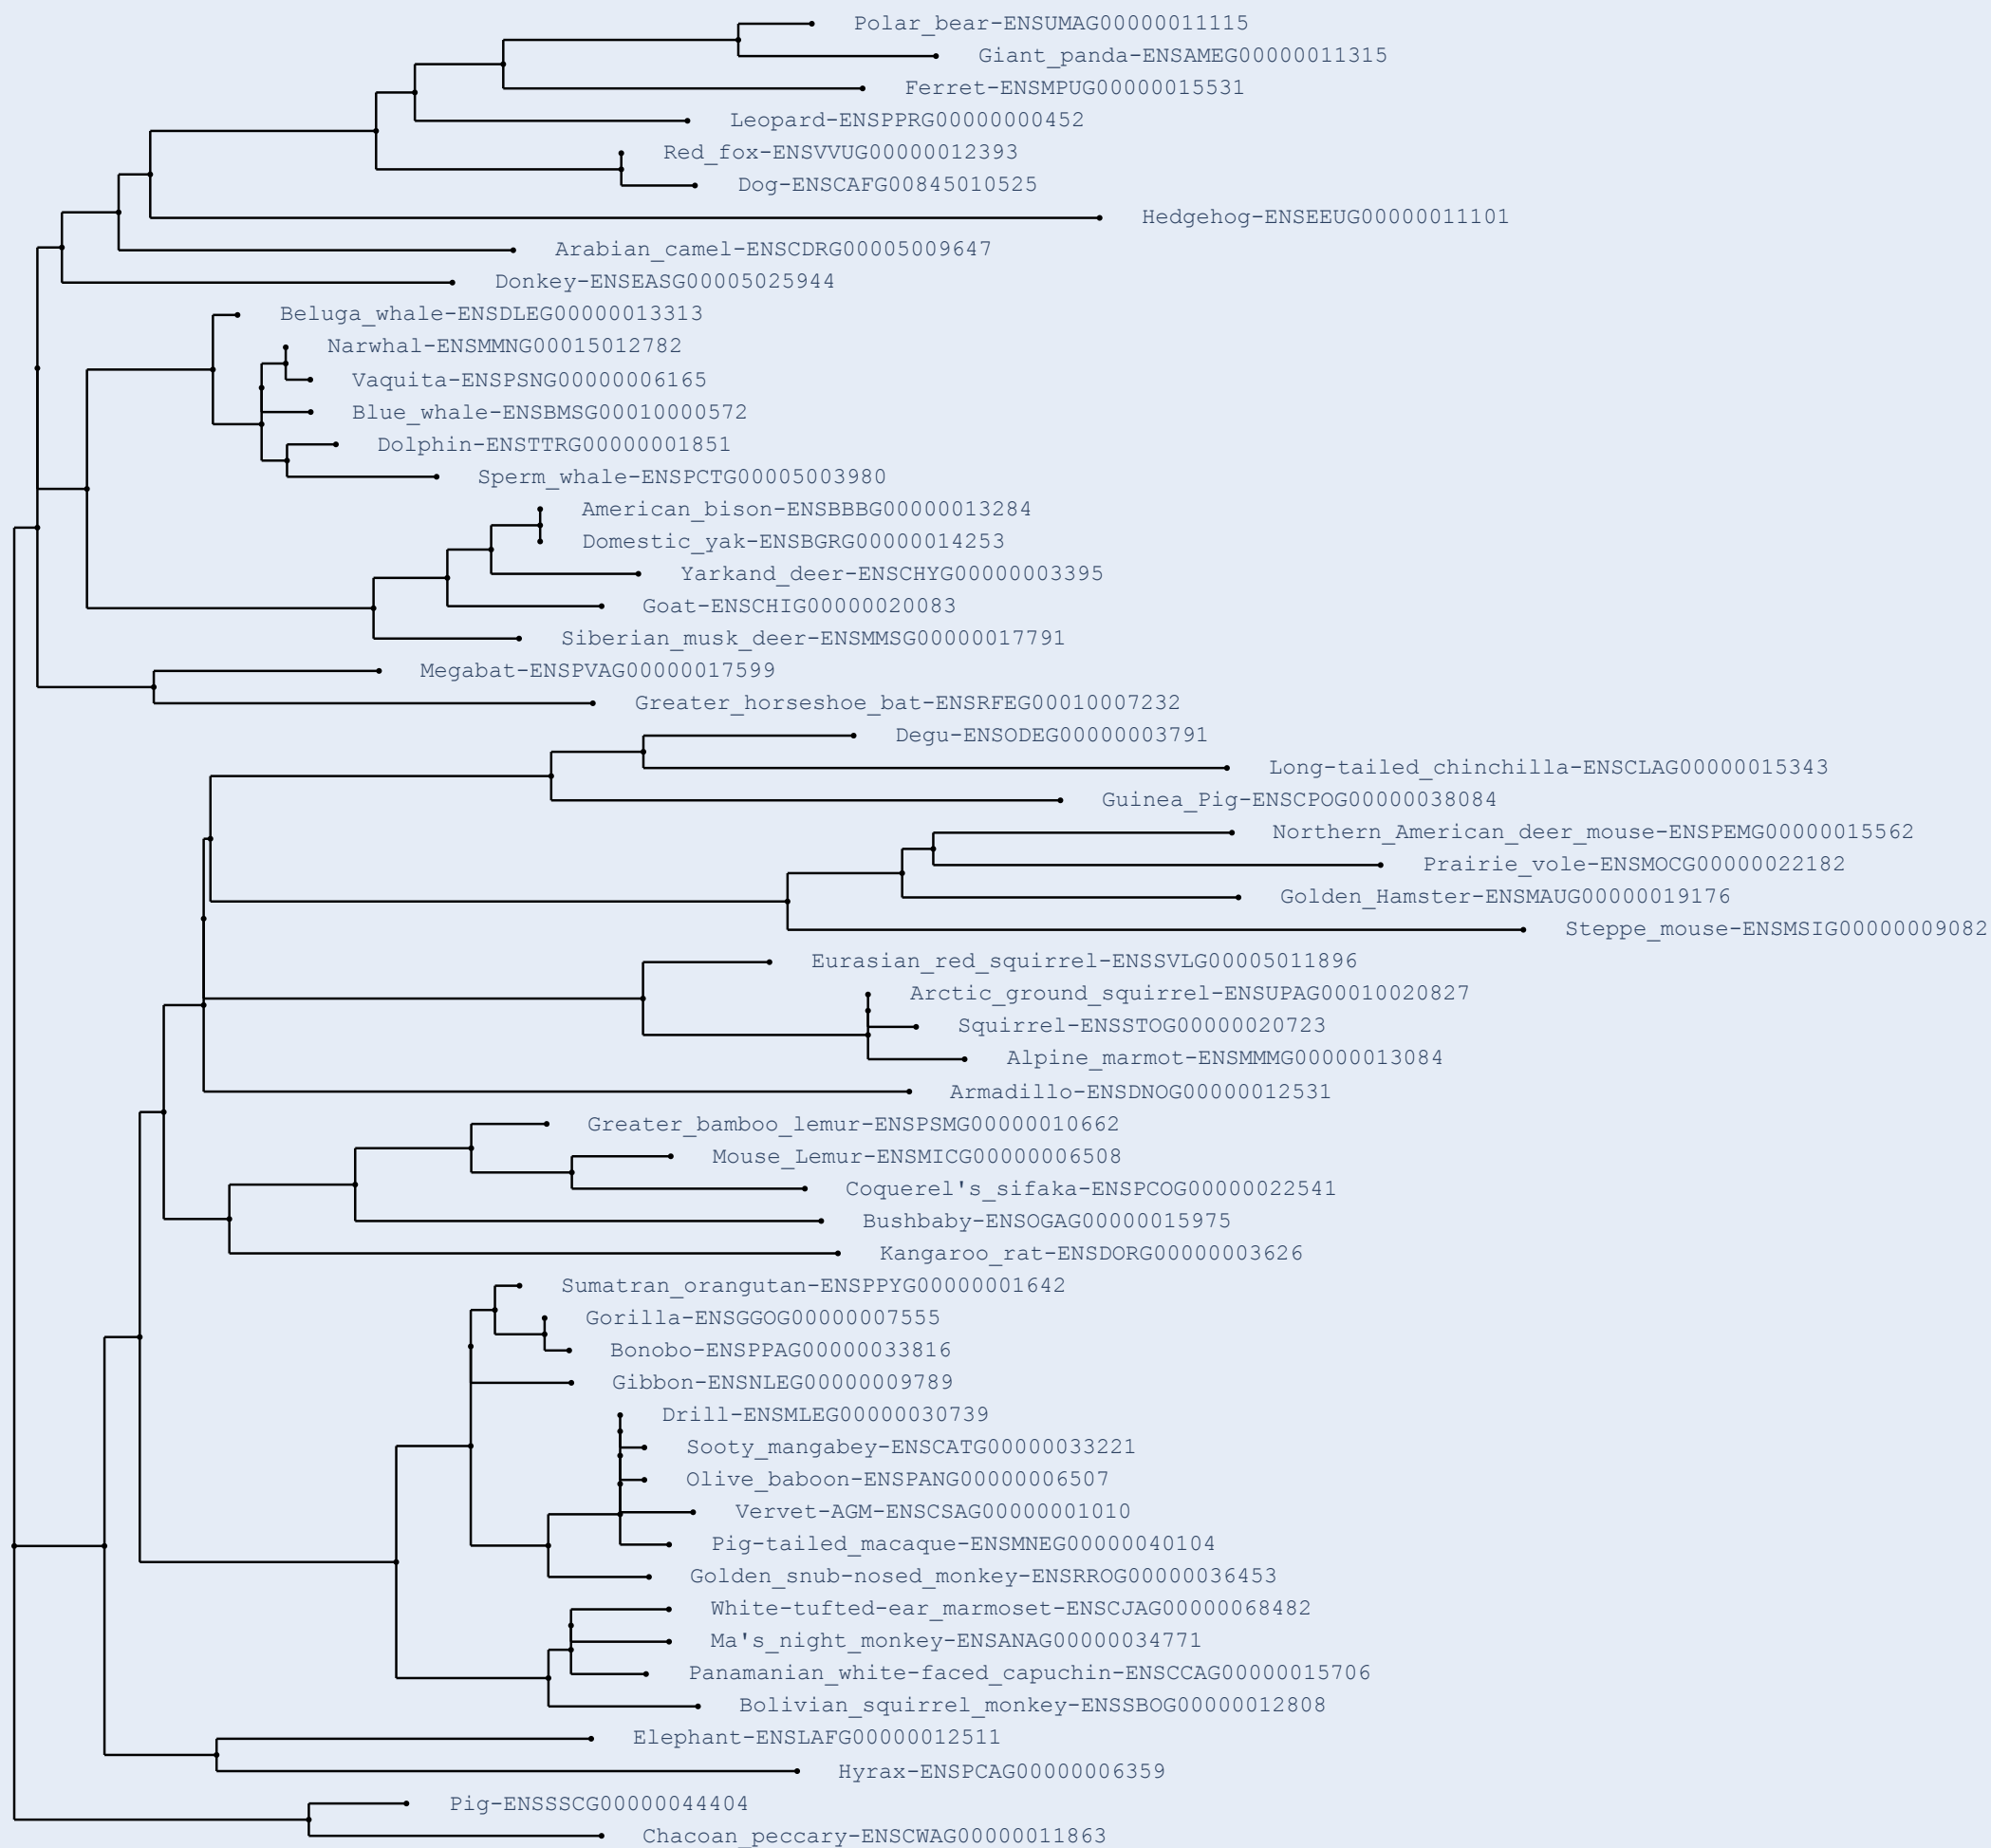 Polar_bear-ENSUMAG00000011115
Giant_panda-ENSAMEG00000011315
Ferret-ENSMPUG00000015531
Leopard-ENSPPRG00000000452
Red_fox-ENSVVUG00000012393
Dog-ENSCAFG00845010525
Hedgehog-ENSEEUG00000011101
Arabian_camel-ENSCDRG00005009647
Donkey-ENSEASG00005025944
Beluga_whale-ENSDLEG00000013313
Narwhal-ENSMMNG00015012782
Vaquita-ENSPSNG00000006165
Blue_whale-ENSBMSG00010000572
Dolphin-ENSTTRG00000001851
Sperm_whale-ENSPCTG00005003980
American_bison-ENSBBBG00000013284
Domestic_yak-ENSBGRG00000014253
Yarkand_deer-ENSCHYG00000003395
Goat-ENSCHIG00000020083
Siberian_musk_deer-ENSMMSG00000017791
Megabat-ENSPVAG00000017599
Greater_horseshoe_bat-ENSRFEG00010007232
Degu-ENSODEG00000003791
Long-tailed_chinchilla-ENSCLAG00000015343
Guinea_Pig-ENSCPOG00000038084
Northern_American_deer_mouse-ENSPEMG00000015562
Prairie_vole-ENSMOCG00000022182
Golden_Hamster-ENSMAUG00000019176
Steppe_mouse-ENSMSIG00000009082
Eurasian_red_squirrel-ENSSVLG00005011896
Arctic_ground_squirrel-ENSUPAG00010020827
Squirrel-ENSSTOG00000020723
Alpine_marmot-ENSMMMG00000013084
Armadillo-ENSDNOG00000012531
Greater_bamboo_lemur-ENSPSMG00000010662
Mouse_Lemur-ENSMICG00000006508
Coquerel's_sifaka-ENSPCOG00000022541
Bushbaby-ENSOGAG00000015975
Kangaroo_rat-ENSDORG00000003626
Sumatran_orangutan-ENSPPYG00000001642
Gorilla-ENSGGOG00000007555
Bonobo-ENSPPAG00000033816
Gibbon-ENSNLEG00000009789
Drill-ENSMLEG00000030739
Sooty_mangabey-ENSCATG00000033221
Olive_baboon-ENSPANG00000006507
Vervet-AGM-ENSCSAG00000001010
Pig-tailed_macaque-ENSMNEG00000040104
Golden_snub-nosed_monkey-ENSRROG00000036453
White-tufted-ear_marmoset-ENSCJAG00000068482
Ma's_night_monkey-ENSANAG00000034771
Panamanian_white-faced_capuchin-ENSCCAG00000015706
Bolivian_squirrel_monkey-ENSSBOG00000012808
Elephant-ENSLAFG00000012511
Hyrax-ENSPCAG00000006359
Pig-ENSSSCG00000044404
Chacoan_peccary-ENSCWAG00000011863